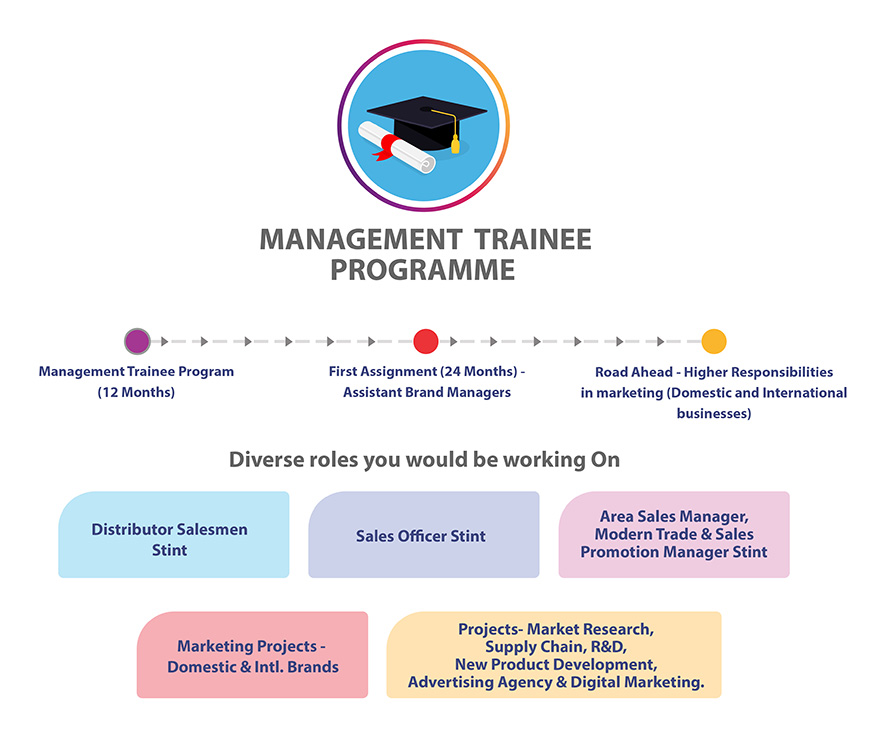 MANAGEMENT TRAINEE
PROGRAMME
Management Trainee Program
(12 Months)
First Assignment (24 Months) -
Assistant Brand Managers
Road Ahead - Higher Responsibilities
in marketing (Domestic and International
businesses)
Diverse roles you would be working On
Distributor Salesmen
Stint
Sales Officer Stint
Area Sales Manager,
Modern Trade & Sales
Promotion Manager Stint
Marketing Projects -
Domestic & Intl. Brands
Projects- Market Research,
Supply Chain, R&D,
New Product Development,
Advertising Agency & Digital Marketing.